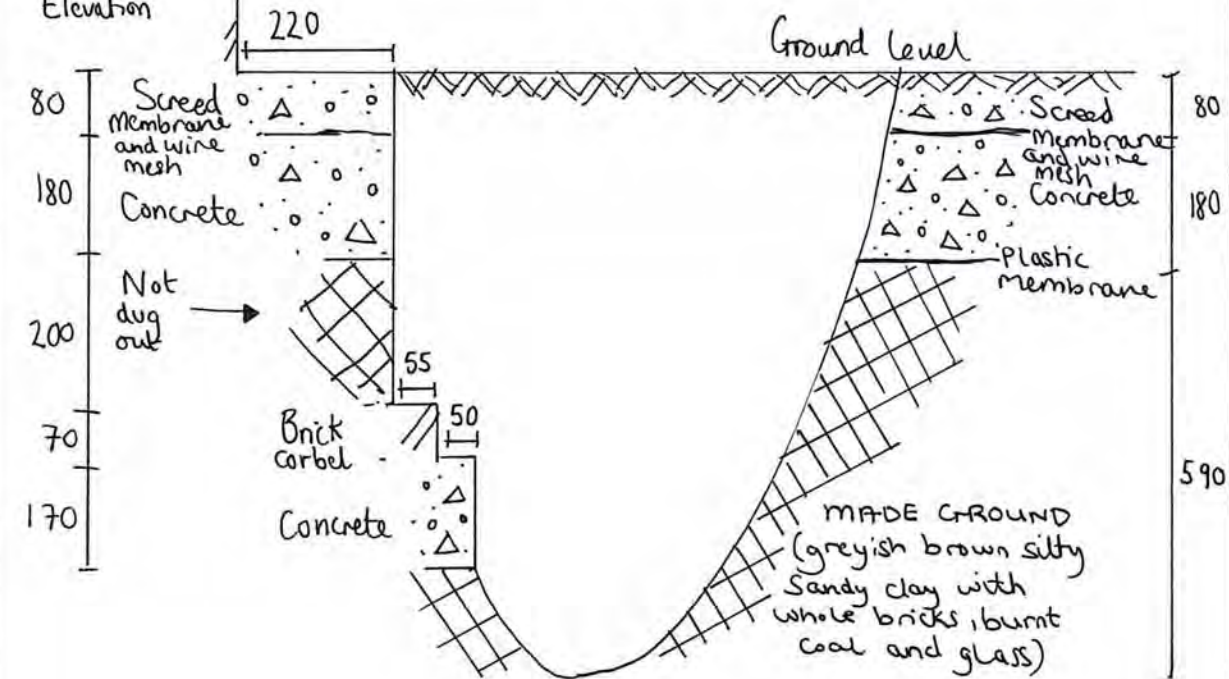 Elevation
220
Ground level
80
Screed
Membrane
and wire
mesh
180
Concrete
Not
dug
out
200
55
50
70
Brick
corbel
170
Concrete
80
Screed
Membrane
and wire
mesh
Concrete
180
Plastic
Membrane
590
MADE GROUND
(greyish brown silty
Sandy clay with
whole bricks, burnt
coal and glass)